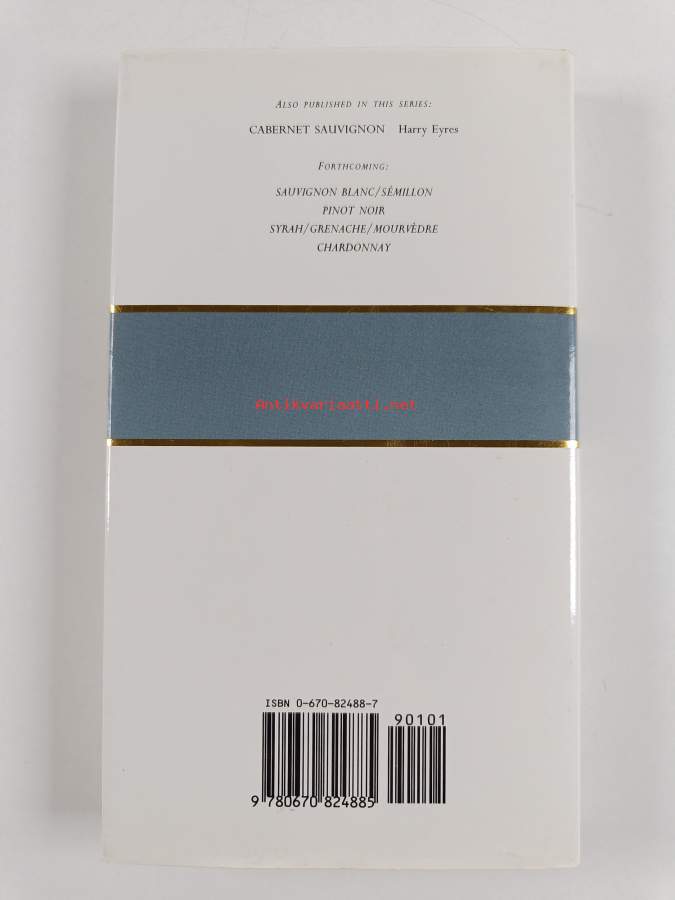 ALSO PUBLISHED IN THIS SERIES:
CABERNET SAUVIGNON Harry Eyres
FORTHCOMING:
SAUVIGNON BLANC/SÉMILLON
PINOT NOIR
SYRAH/GRENACHE/MOURVÈDRE
CHARDONNAY
Antikvariaatti.net
ISBN 0-670-82488-7
90101
9 780670 824885